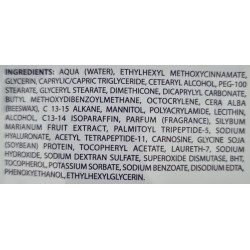 INGREDIENTS: AQUA (WATER), ETHYLHEXYL METHOXYCINNAMATE,
GLYCERIN, CAPRYLIC/CAPRIC TRIGLYCERIDE, CETEARYL ALCOHOL, PEG-100
STEARATE, GLYCERYL STEARATE, DIMETHICONE, DICAPRYLYL CARBONATE,
BUTYL METHOXYDIBENZOYLMETHANE, OCTOCRYLENE, CERA ALBA
(BEESWAX), C 13-15 ALKANE, MANNITOL, POLYACRYLAMIDE, LECITHIN,
ALCOHOL, C13-14 ISOPARAFFIN, PARFUM (FRAGRANCE), SILYBUM
MARIANUM FRUIT EXTRACT, PALMITOYL TRIPEPTIDE-5, SODIUM
HYALURONATE, ACETYL TETRAPEPTIDE-11, CARNOSINE, GLYCINE SOJA
(SOYBEAN) PROTEIN, TOCOPHERYL ACETATE, LAURETH-7, SODIUM
HYDROXIDE, SODIUM DEXTRAN SULFATE, SUPEROXIDE DISMUTASE, BHT,
TOCOPHEROL, POTASSIUM SORBATE, SODIUM BENZOATE, DISODIUM EDTA,
PHENOXYETHANOL, ETHYLHEXYLGLYCERIN.